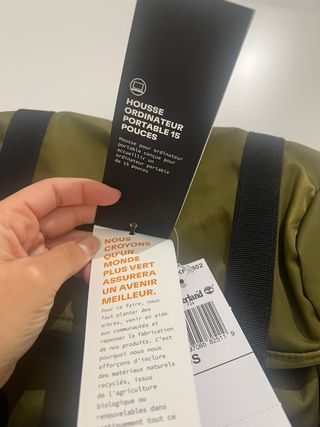 HOUSSE
ORDINATEUR
PORTABLE 15
POUCES
Housse pour ordinateur
portable conçue pour
accueillir un
ordinateur portable
de 15 pouces
NOUS
CROYONS
QU'UN
MONDE
PLUS VERT
ASSURERA
UN AVENIR
MEILLEUR.
Pour ce faire, nous
faut planter des
arbres, venir en aide
aux communautés et
repenser la fabrication
de nos produits. C'est
pourquoi nous nous
efforçons d'inclure
des matériaux naturels
recyclés, isaus
de l'agriculture
biologique ou
renouvelables dans
tout ce